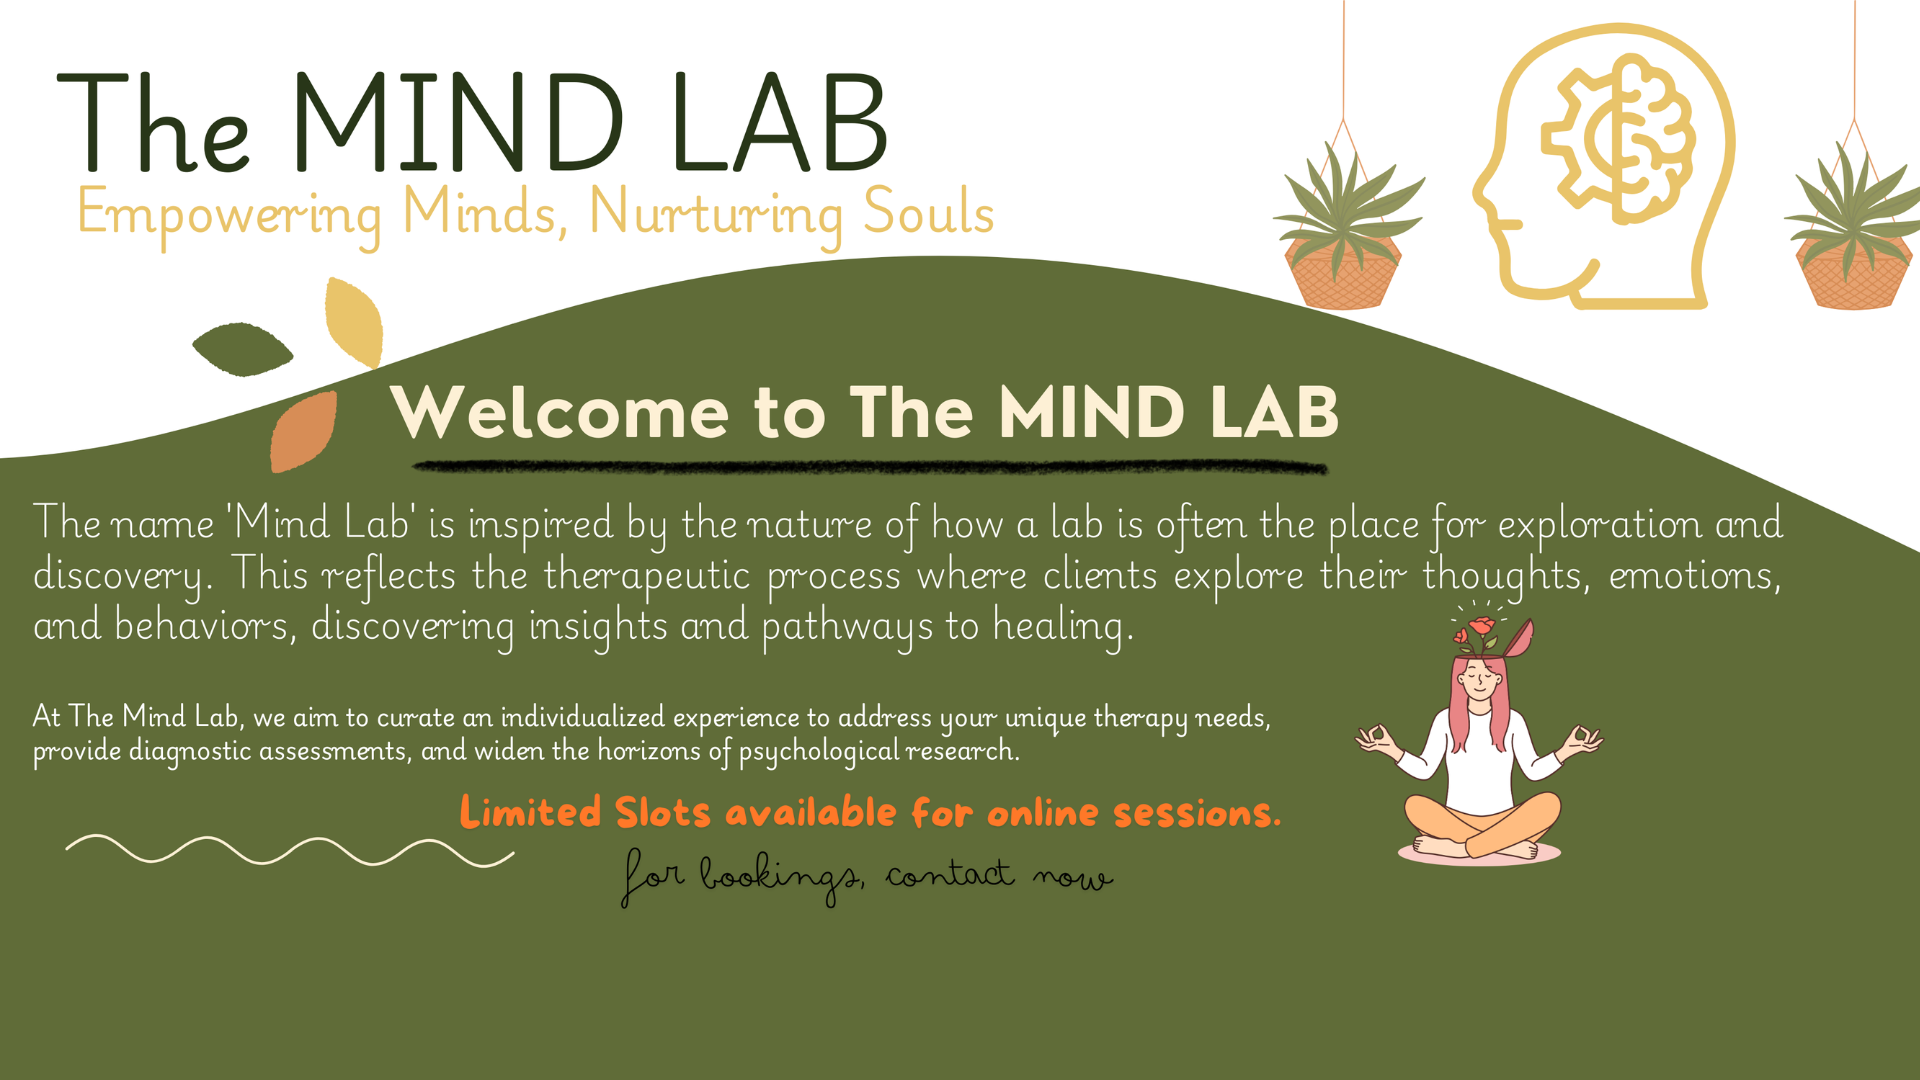 The MIND LAB
Empowering Minds, Nurturing Souls
Welcome to The MIND LAB
The name 'Mind Lab' is inspired by the nature of how a lab is often the place for exploration and
discovery. This reflects the therapeutic process where clients explore their thoughts, emotions,
and behaviors, discovering insights and pathways to healing.
At The Mind Lab, we aim to curate an individualized experience to address your unique therapy needs,
provide diagnostic assessments, and widen the horizons of psychological research.
Limited Slots available for online sessions.
for bookings, contact now